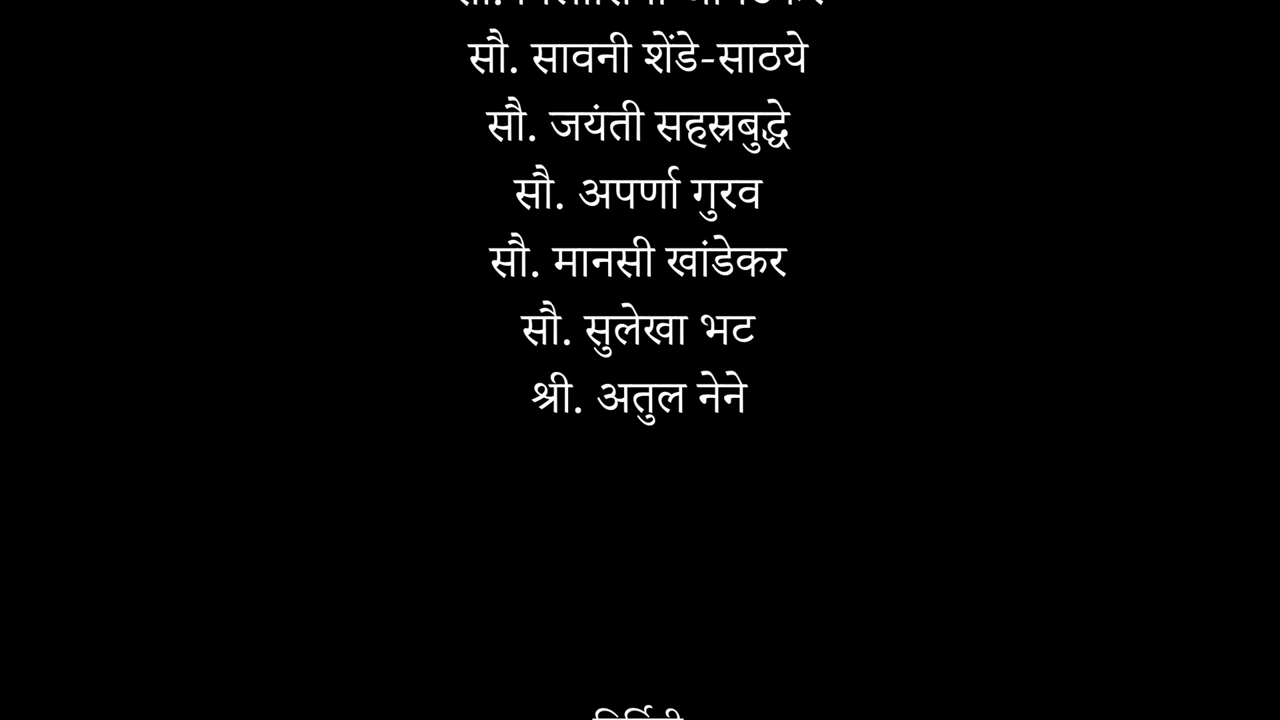 सौ. सावनी शेंडे-साठये
सौ. जयंती सहस्रबुद्धे
सौ. अपर्णा गुरव
सौ. मानसी खांडेकर
सौ. सुलेखा भट
श्री. अतुल नेने